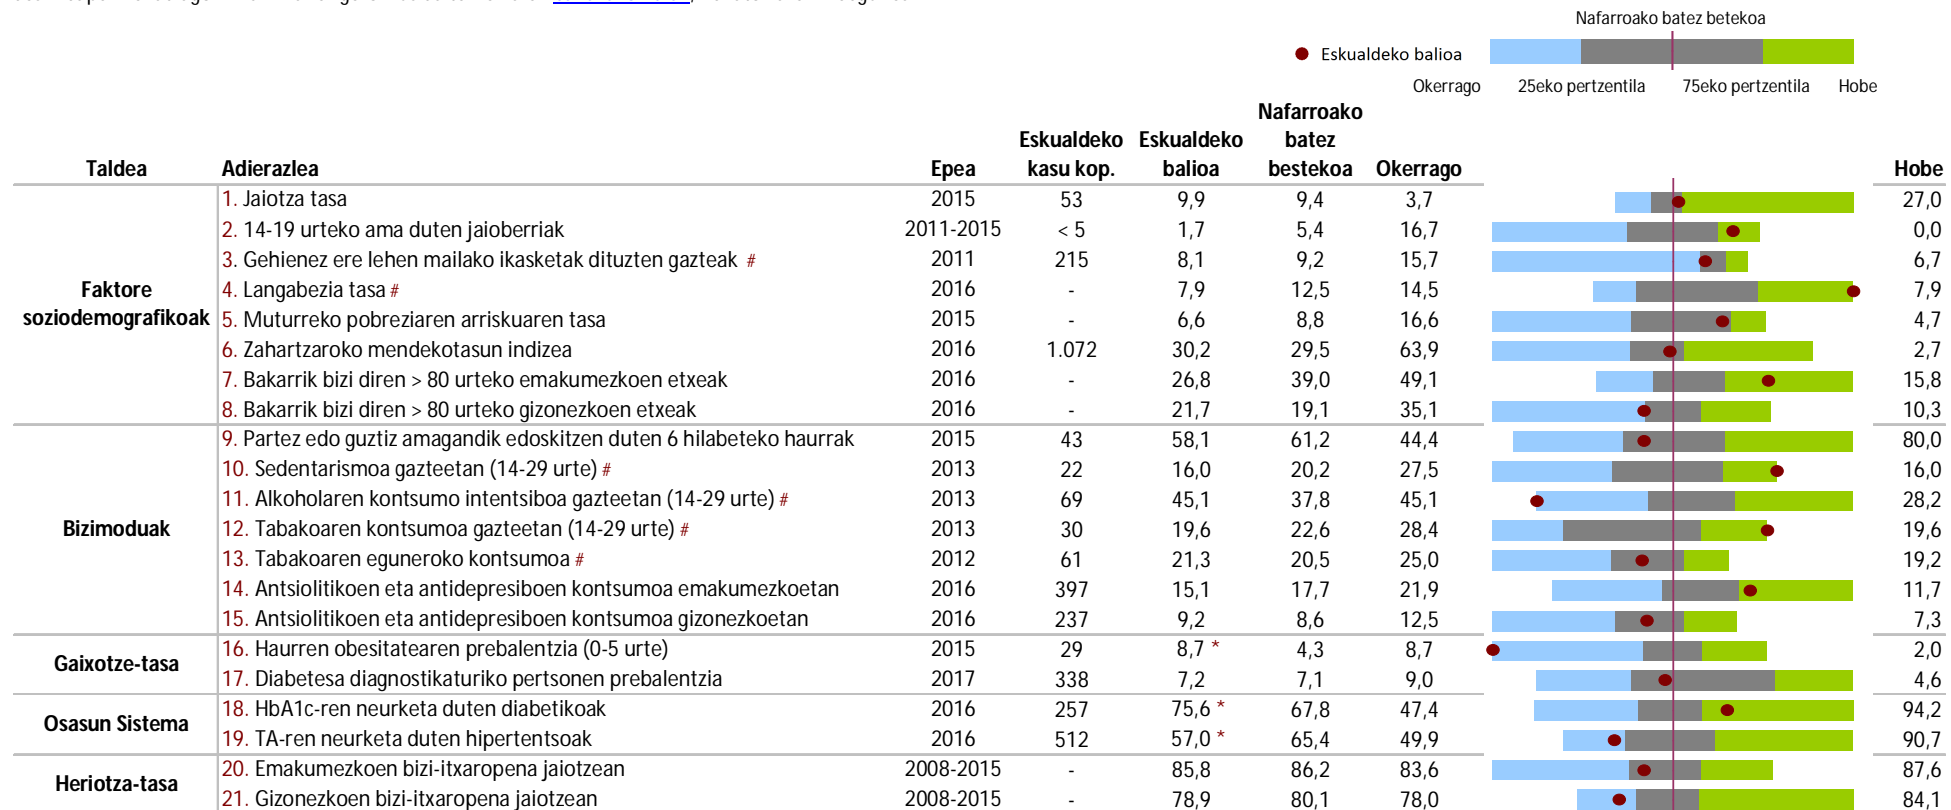 Nafarroako batez betekoa
Eskualdeko balioa
Okerrago 25eko pertzentila 75eko pertzentila Hobe
Taldea Adierazlea Epea Eskualdeko kasu kop. Eskualdeko balioa Nafarroako batez bestekoa Okerrago Hobe
Faktore soziodemografikoak
1. Jaiotza tasa 2015 53 9,9 9,4 3,7 27,0
2. 14-19 urteko ama duten jaioberriak 2011-2015 < 5 1,7 5,4 16,7 0,0
3. Gehienez ere lehen mailako ikasketak dituzten gazteak # 2011 215 8,1 9,2 15,7 6,7
4. Langabezia tasa # 2016 - 7,9 12,5 14,5 7,9
5. Muturreko pobreziaren arriskuaren tasa 2015 - 6,6 8,8 16,6 4,7
6. Zahartzaroko mendekotasun indizea 2016 1.072 30,2 29,5 63,9 2,7
7. Bakarrik bizi diren > 80 urteko emakumezkoen etxeak 2016 - 26,8 39,0 49,1 15,8
8. Bakarrik bizi diren > 80 urteko gizonezkoen etxeak 2016 - 21,7 19,1 35,1 10,3
Bizimoduak
9. Partez edo guztiz amagandik edoskitzen duten 6 hilabeteko haurrak 2015 43 58,1 61,2 44,4 80,0
10. Sedentarismoa gazteetan (14-29 urte) # 2013 22 16,0 20,2 27,5 16,0
11. Alkoholaren kontsumo intentsiboa gazteetan (14-29 urte) # 2013 69 45,1 37,8 45,1 28,2
12. Tabakoaren kontsumoa gazteetan (14-29 urte) # 2013 30 19,6 22,6 28,4 19,6
13. Tabakoaren eguneroko kontsumoa # 2012 61 21,3 20,5 25,0 19,2
14. Antsiolitikoen eta antidepresiboen kontsumoa emakumezkoetan 2016 397 15,1 17,7 21,9 11,7
15. Antsiolitikoen eta antidepresiboen kontsumoa gizonezkoetan 2016 237 9,2 8,6 12,5 7,3
Gaixotze-tasa
16. Haurren obesitatearen prebalentzia (0-5 urte) 2015 29 8,7 * 4,3 8,7 2,0
17. Diabetesa diagnostikaturiko pertsonen prebalentzia 2017 338 7,2 7,1 9,0 4,6
Osasun Sistema
18. HbA1c-ren neurketa duten diabetikoak 2016 257 75,6 * 67,8 47,4 94,2
19. TA-ren neurketa duten hipertentsoak 2016 512 57,0 * 65,4 49,9 90,7
Heriotza-tasa
20. Emakumezkoen bizi-itxaropena jaiotzean 2008-2015 - 85,8 86,2 83,6 87,6
21. Gizonezkoen bizi-itxaropena jaiotzean 2008-2015 - 78,9 80,1 78,0 84,1